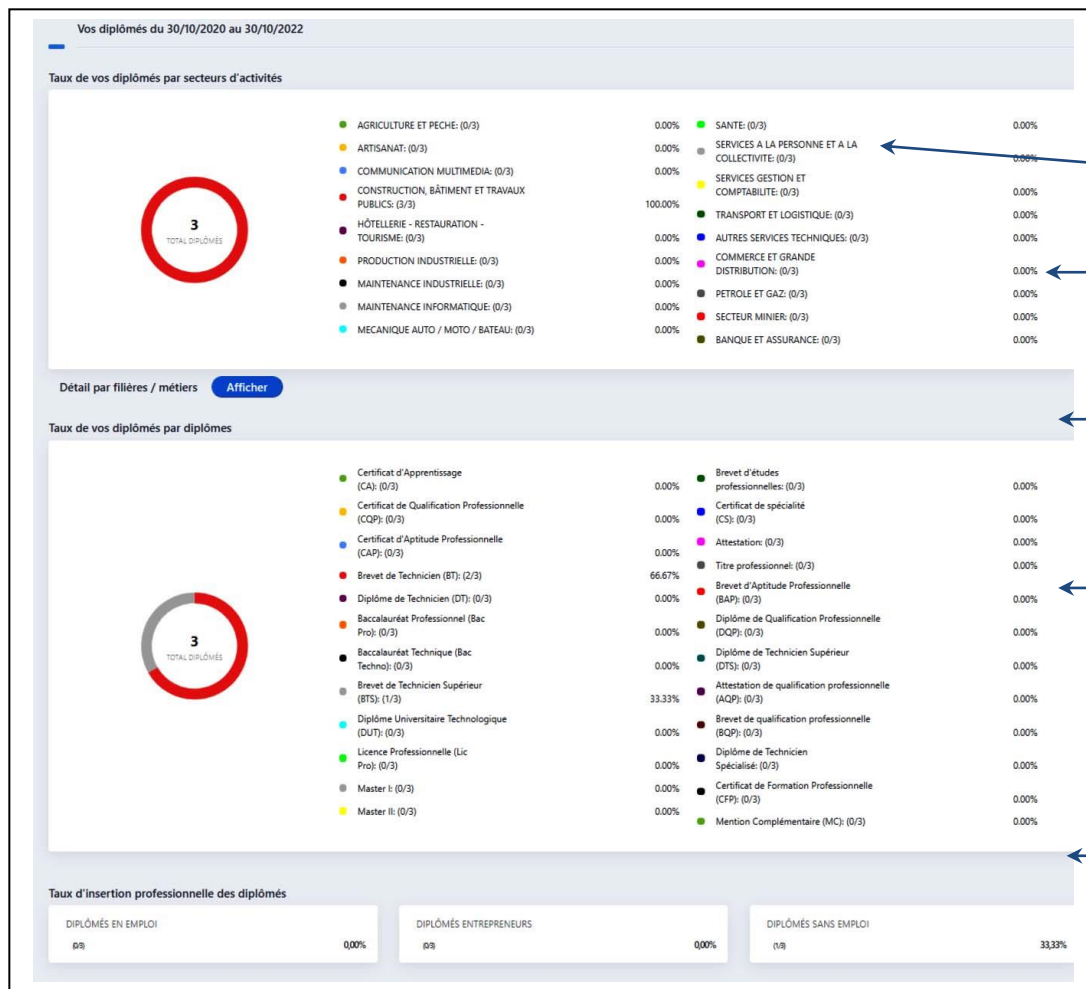 Vos diplômés du 30/10/2020 au 30/10/2022
Taux de vos diplômés par secteurs d'activités
3
TOTAL DIPLÔMÉS
AGRICULTURE ET PECHE: (0/3) 0.00%
ARTISANAT: (0/3) 0.00%
COMMUNICATION MULTIMEDIA: (0/3) 0.00%
CONSTRUCTION, BÂTIMENT ET TRAVAUX
PUBLICS: (3/3) 100.00%
HÔTELLERIE - RESTAURATION -
TOURISME: (0/3) 0.00%
PRODUCTION INDUSTRIELLE: (0/3) 0.00%
MAINTENANCE INDUSTRIELLE: (0/3) 0.00%
MAINTENANCE INFORMATIQUE: (0/3) 0.00%
MECANIQUE AUTO / MOTO / BATEAU: (0/3) 0.00%
SANTE: (0/3) 0.00%
SERVICES A LA PERSONNE ET A LA
COLLECTIVITE: (0/3) 0.00%
SERVICES GESTION ET
COMPTABILITE: (0/3) 0.00%
TRANSPORT ET LOGISTIQUE: (0/3) 0.00%
AUTRES SERVICES TECHNIQUES: (0/3) 0.00%
COMMERCE ET GRANDE
DISTRIBUTION: (0/3) 0.00%
PETROLE ET GAZ: (0/3) 0.00%
SECTEUR MINIER: (0/3) 0.00%
BANQUE ET ASSURANCE: (0/3) 0.00%
Détail par filières / métiers Afficher
Taux de vos diplômés par diplômes
3
TOTAL DIPLÔMÉS
Certificat d'Apprentissage
(CA): (0/3) 0.00%
Certificat de Qualification Professionnelle
(CQP): (0/3) 0.00%
Certificat d'Aptitude Professionnelle
(CAP): (0/3) 0.00%
Brevet de Technicien (BT): (2/3) 66.67%
Diplôme de Technicien (DT): (0/3) 0.00%
Baccalauréat Professionnel (Bac
Pro): (0/3) 0.00%
Baccalauréat Technique (Bac
Techno): (0/3) 0.00%
Brevet de Technicien Supérieur
(BTS): (1/3) 33.33%
Diplôme Universitaire Technologique
(DUT): (0/3) 0.00%
Licence Professionnelle (Lic
Pro): (0/3) 0.00%
Master I: (0/3) 0.00%
Master II: (0/3) 0.00%
Brevet d'études
professionnelles: (0/3) 0.00%
Certificat de spécialité
(CS): (0/3) 0.00%
Attestation: (0/3) 0.00%
Titre professionnel: (0/3) 0.00%
Brevet d'Aptitude Professionnelle
(BAP): (0/3) 0.00%
Diplôme de Qualification Professionnelle
(DQP): (0/3) 0.00%
Diplôme de Technicien Supérieur
(DTS): (0/3) 0.00%
Attestation de qualification professionnelle
(AQP): (0/3) 0.00%
Brevet de qualification professionnelle
(BQP): (0/3) 0.00%
Diplôme de Technicien
Spécialisé: (0/3) 0.00%
Certificat de Formation Professionnelle
(CFP): (0/3) 0.00%
Mention Complémentaire (MC): (0/3) 0.00%
Taux d'insertion professionnelle des diplômés
DIPLÔMÉS EN EMPLOI
(0/3) 0,00%
DIPLÔMÉS ENTREPRENEURS
(0/3) 0,00%
DIPLÔMÉS SANS EMPLOI
(1/3) 33,33%